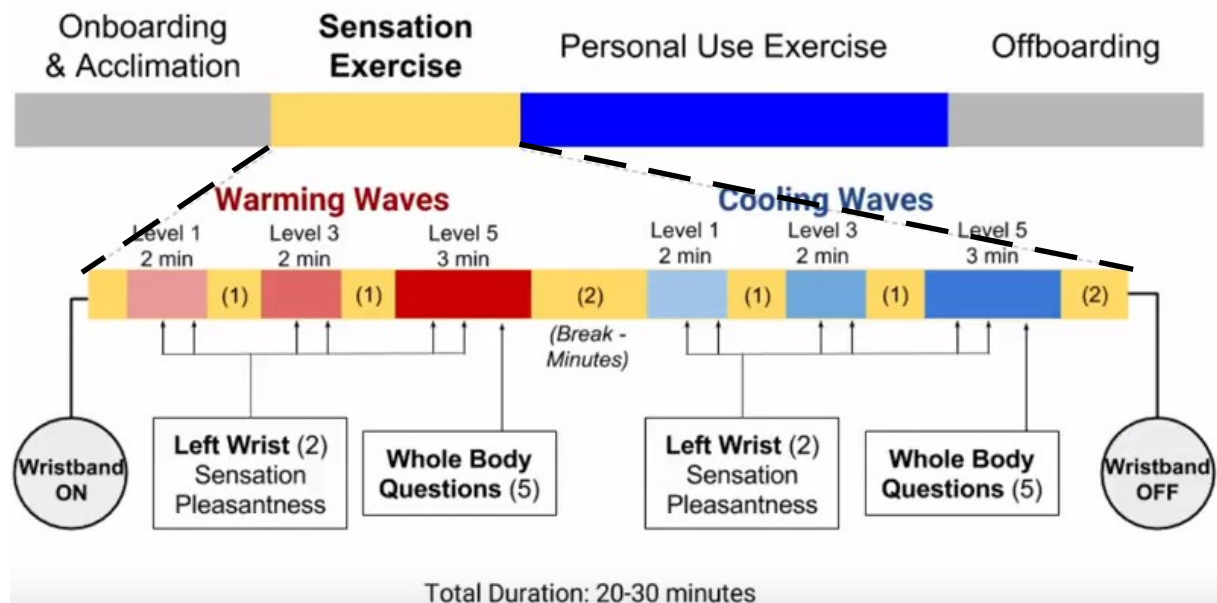 Onboarding
& Acclimation
Sensation
Exercise
Personal Use Exercise
Offboarding
Warming Waves
Cooling Waves
Level 1
2 min
Level 3
2 min
Level 5
3 min
Level 1
2 min
Level 3
2 min
Level 5
3 min
(1)
(1)
(2)
(1)
(1)
(2)
(Break -
Minutes)
Wristband
ON
Left Wrist (2)
Sensation
Pleasantness
Whole Body
Questions (5)
Left Wrist (2)
Sensation
Pleasantness
Whole Body
Questions (5)
Wristband
OFF
Total Duration: 20-30 minutes